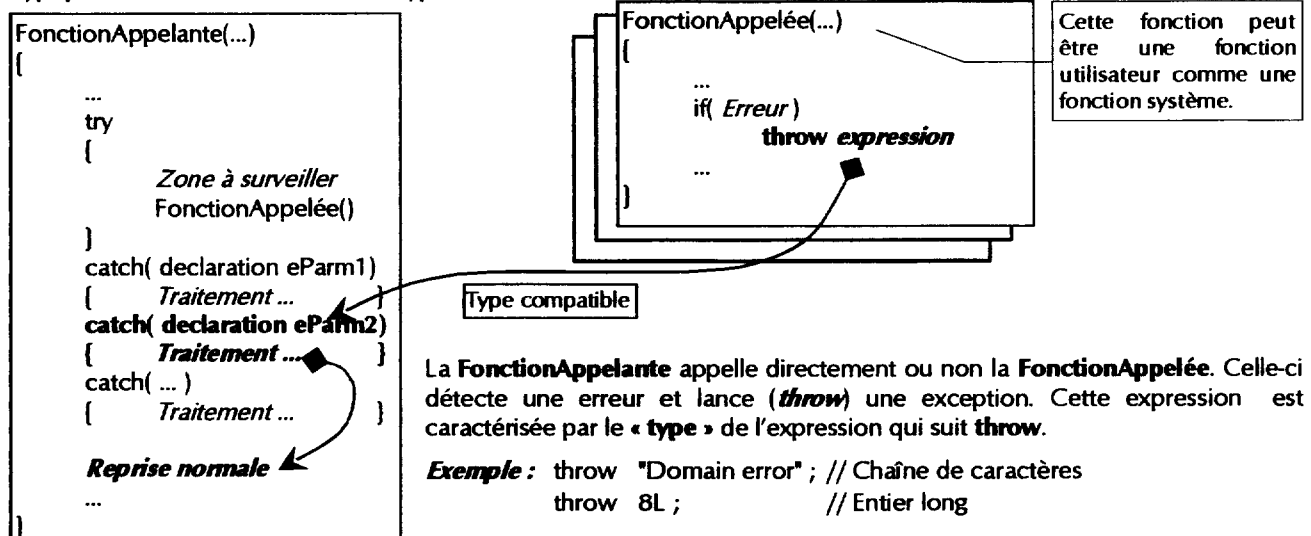 FonctionAppelante(...)
{
...
try
{
Zone à surveiller
FonctionAppelée()
}
catch( declaration eParm1)
{ Traitement ... }
catch( declaration eParm2)
{ Traitement ... }
catch( ... )
{ Traitement ... }
Reprise normale
...
}
FonctionAppelée(...)
{
...
if( Erreur )
throw expression
...
}
Cette fonction peut
être une fonction
utilisateur comme une
fonction système.
Type compatible
La FonctionAppelante appelle directement ou non la FonctionAppelée. Celle-ci
détecte une erreur et lance (throw) une exception. Cette expression est
caractérisée par le « type » de l'expression qui suit throw.
Exemple : throw "Domain error" ; // Chaîne de caractères
throw 8L ; // Entier long